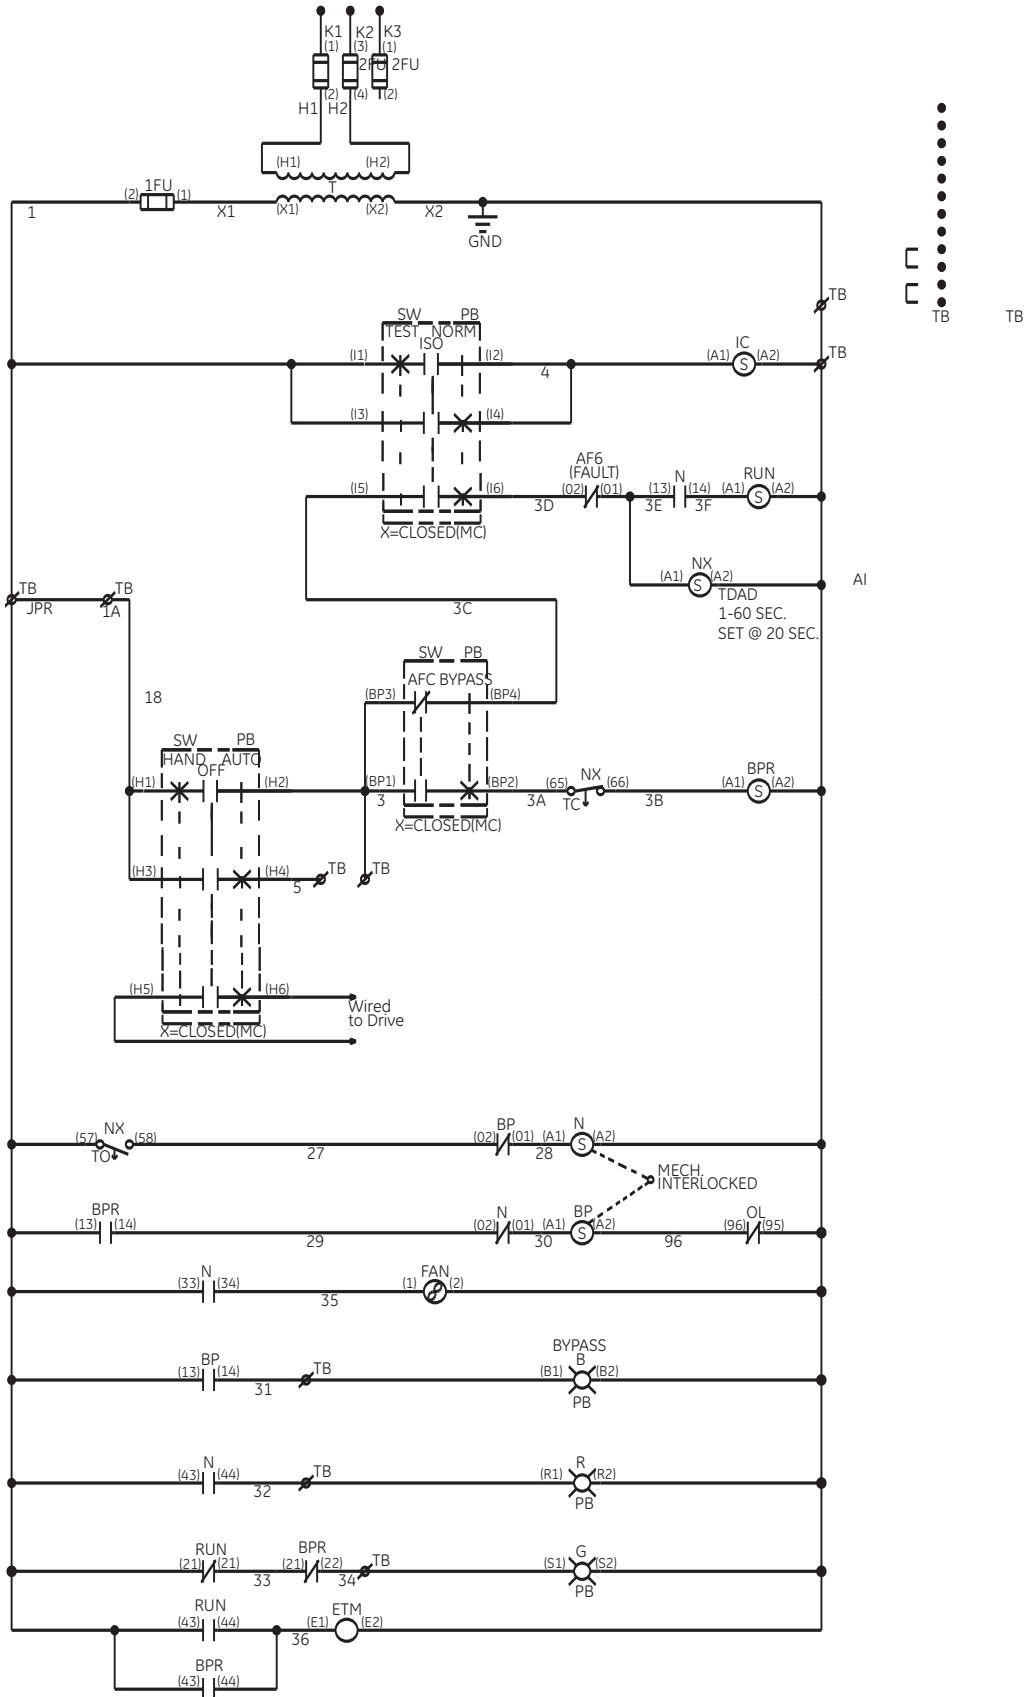 K1 K2 K3
(1) (3) (1)
2FU 2FU
(2) (4) (2)
H1 H2
(H1) (H2)
T
1FU
(2) (1)
1 X1 (X1) (X2) X2
GND
TB
TB TB
SW PB
TEST NORM
ISO
IC
TB
(I1) (I2) (A1) S (A2)
4
(I3) (I4)
AF6
(FAULT) N RUN
(I5) (I6) (02) (01) (13) (14) (A1) S (A2)
3D 3E 3F
X=CLOSED(MC)
NX
(A1) S (A2)
AI
TDAD
1-60 SEC.
SET @ 20 SEC.
TB TB
JPR 1A
3C
SW PB
AFC BYPASS
(BP3) (BP4)
18
SW PB
HAND AUTO
OFF
NX BPR
(H1) (H2) (BP1) (BP2) (65) (66) (A1) S (A2)
3 3A TC 3B
X=CLOSED(MC)
TB TB
(H3) (H4)
5
(H5) (H6)
Wired
to Drive
X=CLOSED(MC)
NX BP N
(57) (58) (02) (01) (A1) S (A2)
TO 27 28
MECH.
INTERLOCKED
BPR N BP OL
(13) (14) (02) (01) (A1) S (A2) (96) (95)
29 30 96
N FAN
(33) (34) (1) (2)
35
BYPASS
BP TB B
(13) (14) (B1) (B2)
31 PB
N TB R
(43) (44) (R1) (R2)
32 PB
RUN BPR TB G
(21) (21) (21) (22) (S1) (S2)
33 34 PB
RUN ETM
(43) (44) (E1) (E2)
36
BPR
(43) (44)